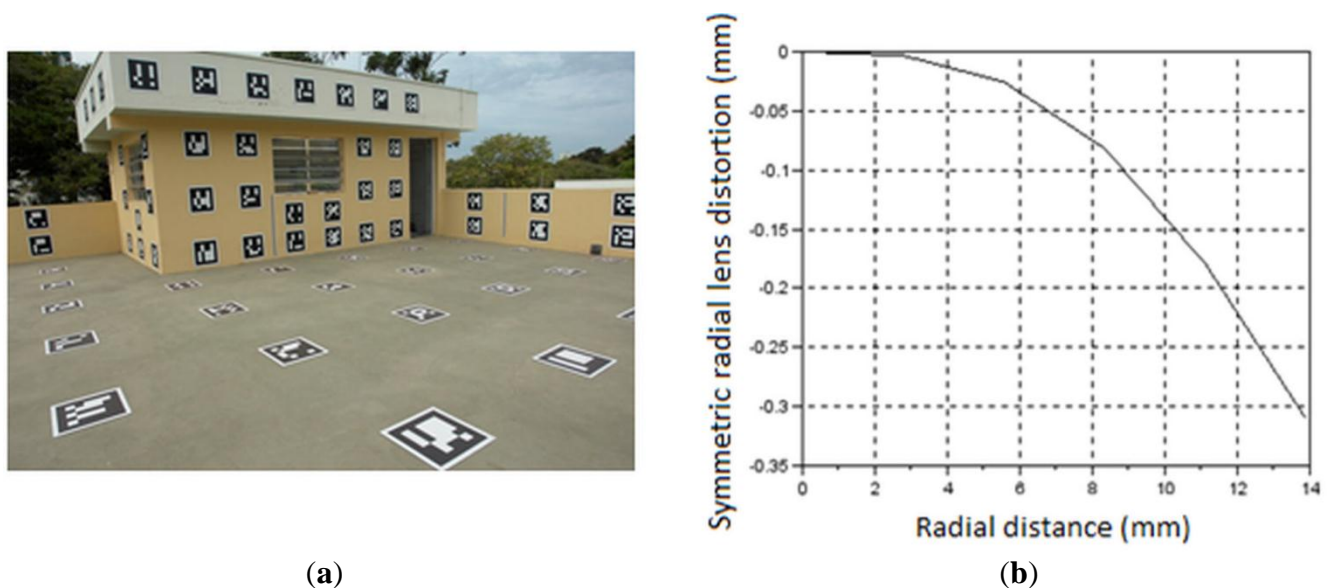 Symmetric radial lens distortion (mm)
0
-0.05
-0.1
-0.15
-0.2
-0.25
-0.3
-0.35
0 2 4 6 8 10 12 14
Radial distance (mm)
(a) (b)